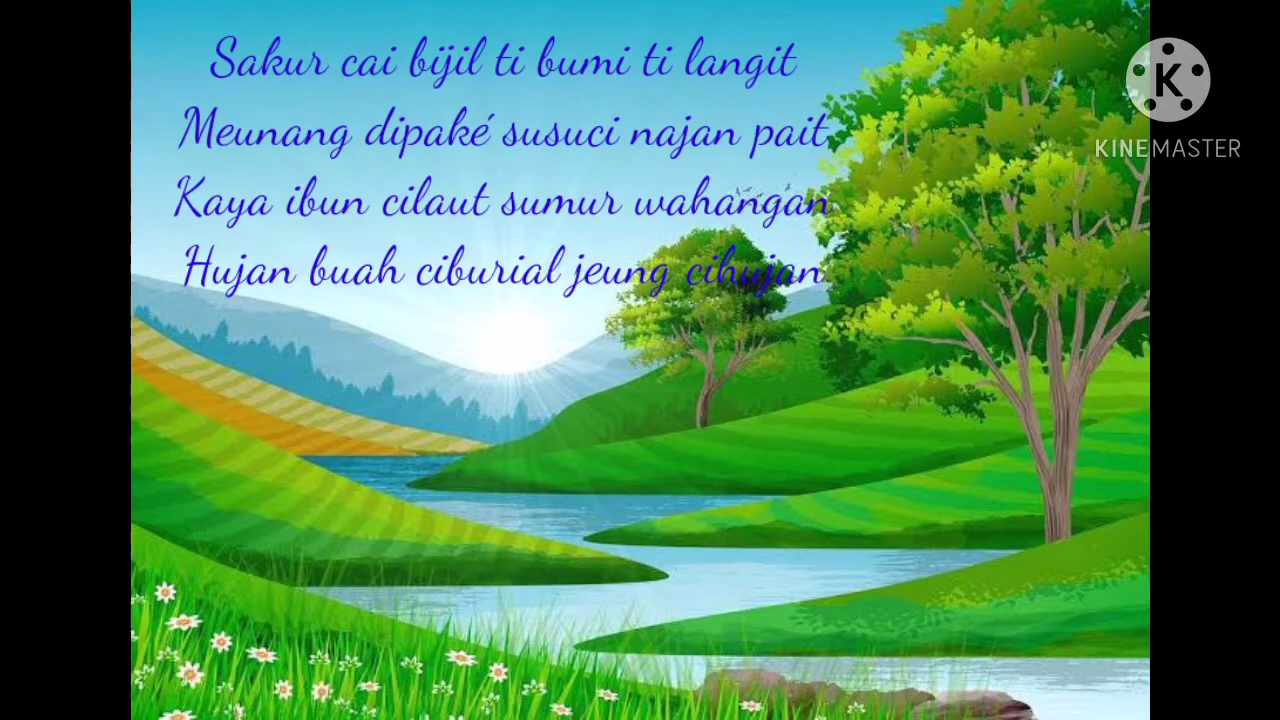 Sakur cai bijil ti bumi ti langit
Meunang dipaké susuci najan pait
Kaya ibun cilaut sumur wahangan
Hujan buah ciburial jeung cihujan
K
KINEMASTER